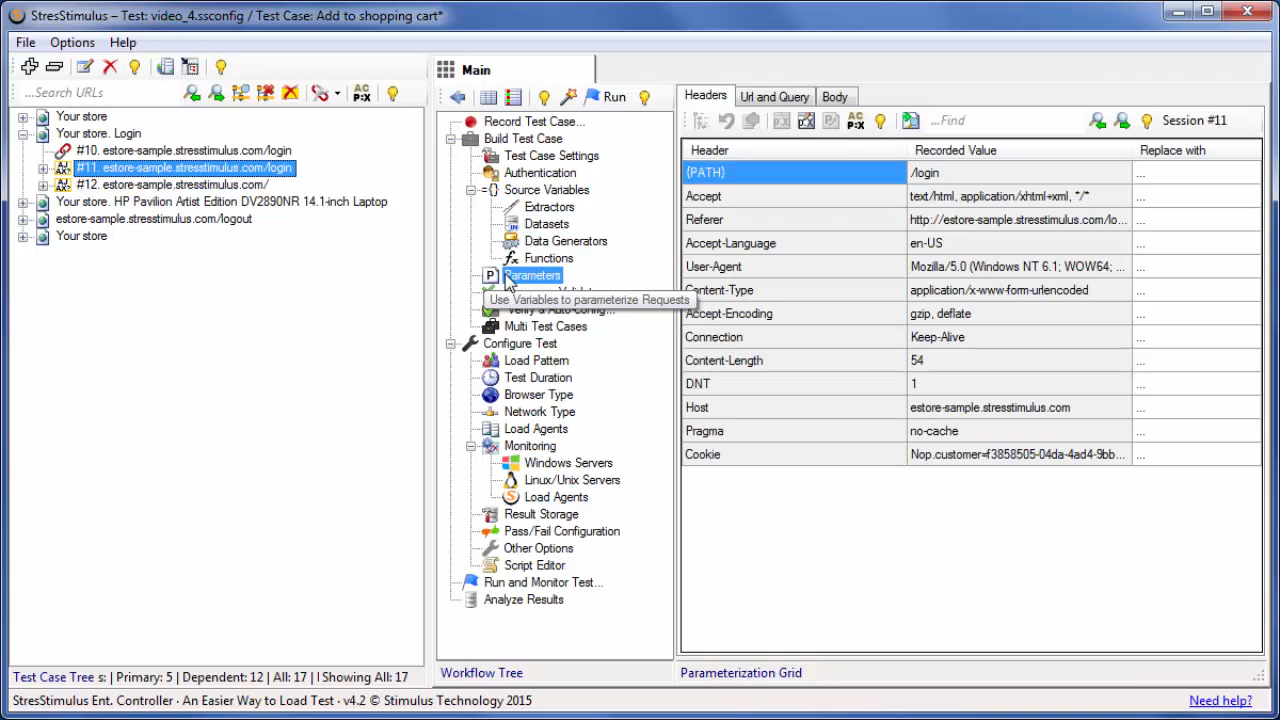 StresStimulus – Test: video_4.ssconfig / Test Case: Add to shopping cart*
File Options Help
...Search URLs
AC P:X
Your store
Your store. Login
#10. estore-sample.stresstimulus.com/login
#11. estore-sample.stresstimulus.com/login
#12. estore-sample.stresstimulus.com/
Your store. HP Pavilion Artist Edition DV2890NR 14.1-inch Laptop
estore-sample.stresstimulus.com/logout
Your store
Test Case Tree s: | Primary: 5 | Dependent: 12 | All: 17 | I Showing All: 17
Main
Run
Record Test Case...
Build Test Case
Test Case Settings
Authentication
Source Variables
Extractors
Datasets
Data Generators
Functions
Parameters
Use Variables to parameterize Requests
Verify & Auto-config...
Multi Test Cases
Configure Test
Load Pattern
Test Duration
Browser Type
Network Type
Load Agents
Monitoring
Windows Servers
Linux/Unix Servers
Load Agents
Result Storage
Pass/Fail Configuration
Other Options
Script Editor
Run and Monitor Test...
Analyze Results
Workflow Tree
Headers Url and Query Body
AC P:X ...Find Session #11
Header Recorded Value Replace with
{PATH} /login ...
Accept text/html, application/xhtml+xml, */* ...
Referer http://estore-sample.stresstimulus.com/lo... ...
Accept-Language en-US ...
User-Agent Mozilla/5.0 (Windows NT 6.1; WOW64; ... ...
Content-Type application/x-www-form-urlencoded ...
Accept-Encoding gzip, deflate ...
Connection Keep-Alive ...
Content-Length 54 ...
DNT 1 ...
Host estore-sample.stresstimulus.com ...
Pragma no-cache ...
Cookie Nop.customer=f3858505-04da-4ad4-9bb... ...
Parameterization Grid
StresStimulus Ent. Controller · An Easier Way to Load Test · v4.2 © Stimulus Technology 2015
Need help?